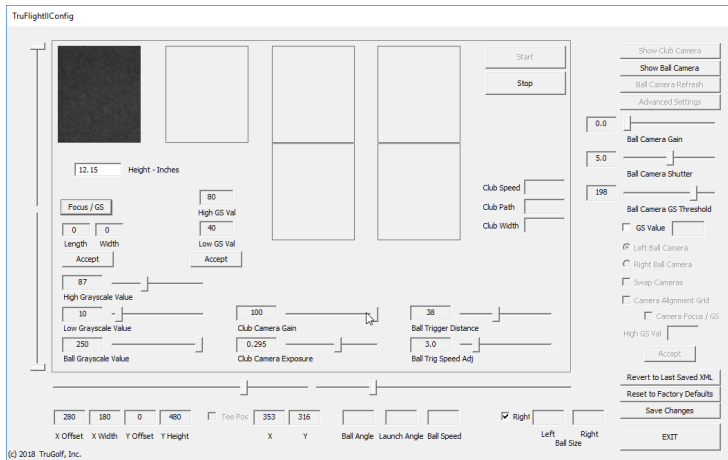 TruFlightIIConfig
Start
Stop
Show Club Camera
Show Ball Camera
Ball Camera Refresh
Advanced Settings
0.0
Ball Camera Gain
5.0
Ball Camera Shutter
198
Ball Camera GS Threshold
GS Value
Left Ball Camera
Right Ball Camera
Swap Cameras
Camera Alignment Grid
Camera Focus / GS
High GS Val
Accept
Revert to Last Saved XML
Reset to Factory Defaults
Save Changes
EXIT
12.15 Height - Inches
Focus / GS
0 0
Length Width
Accept
80
High GS Val
40
Low GS Val
Accept
Club Speed
Club Path
Club Width
87
High Grayscale Value
10
Low Grayscale Value
250
Ball Grayscale Value
100
Club Camera Gain
0.295
Club Camera Exposure
38
Ball Trigger Distance
3.0
Ball Trig Speed Adj
280 180 0 480 Tee Pos 353 316 Right
X Offset X Width Y Offset Y Height X Y Ball Angle Launch Angle Ball Speed Left Right
Ball Size
(c) 2018 TruGolf, Inc.